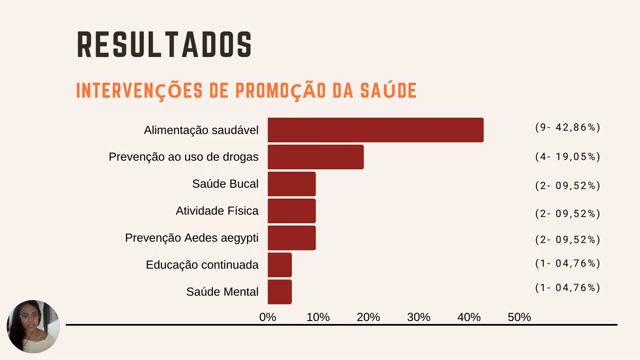 RESULTADOS
INTERVENÇÕES DE PROMOÇÃO DA SAÚDE
Alimentação saudável (9- 42,86%)
Prevenção ao uso de drogas (4- 19,05%)
Saúde Bucal (2- 09,52%)
Atividade Física (2- 09,52%)
Prevenção Aedes aegypti (2- 09,52%)
Educação continuada (1- 04,76%)
Saúde Mental (1- 04,76%)
0% 10% 20% 30% 40% 50%